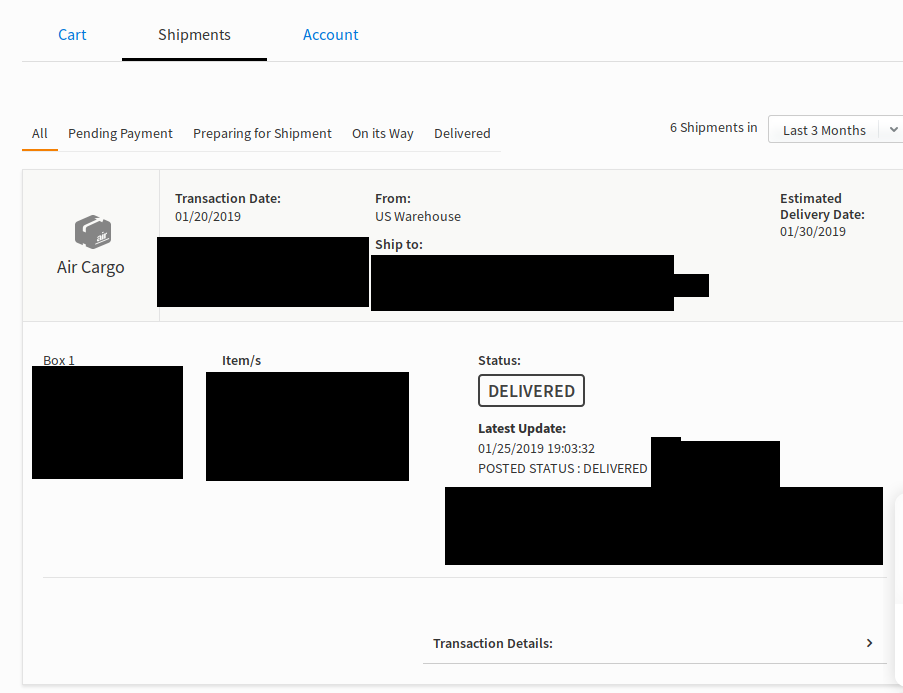 Cart Shipments Account
All Pending Payment Preparing for Shipment On its Way Delivered
6 Shipments in Last 3 Months
air
Air Cargo
Transaction Date:
01/20/2019
From:
US Warehouse
Ship to:
Estimated
Delivery Date:
01/30/2019
Box 1
Item/s
Status:
DELIVERED
Latest Update:
01/25/2019 19:03:32
POSTED STATUS : DELIVERED
Transaction Details: